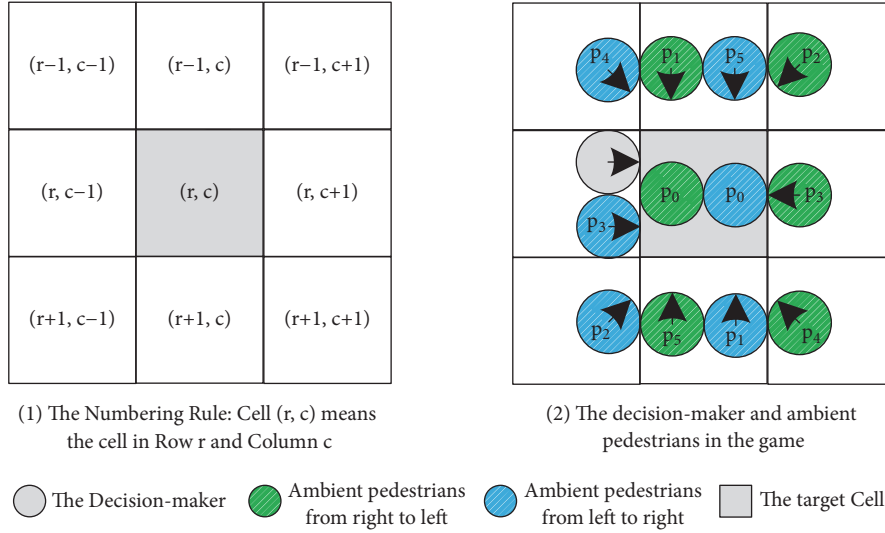 (r−1, c−1) (r−1, c) (r−1, c+1)
(r, c−1) (r, c) (r, c+1)
(r+1, c−1) (r+1, c) (r+1, c+1)
(1) The Numbering Rule: Cell (r, c) means
the cell in Row r and Column c
p4 p1 p5 p2
p0 p0 p3
p3
p2 p5 p1 p4
(2) The decision-maker and ambient
pedestrians in the game
The Decision-maker
Ambient pedestrians
from right to left
Ambient pedestrians
from left to right
The target Cell